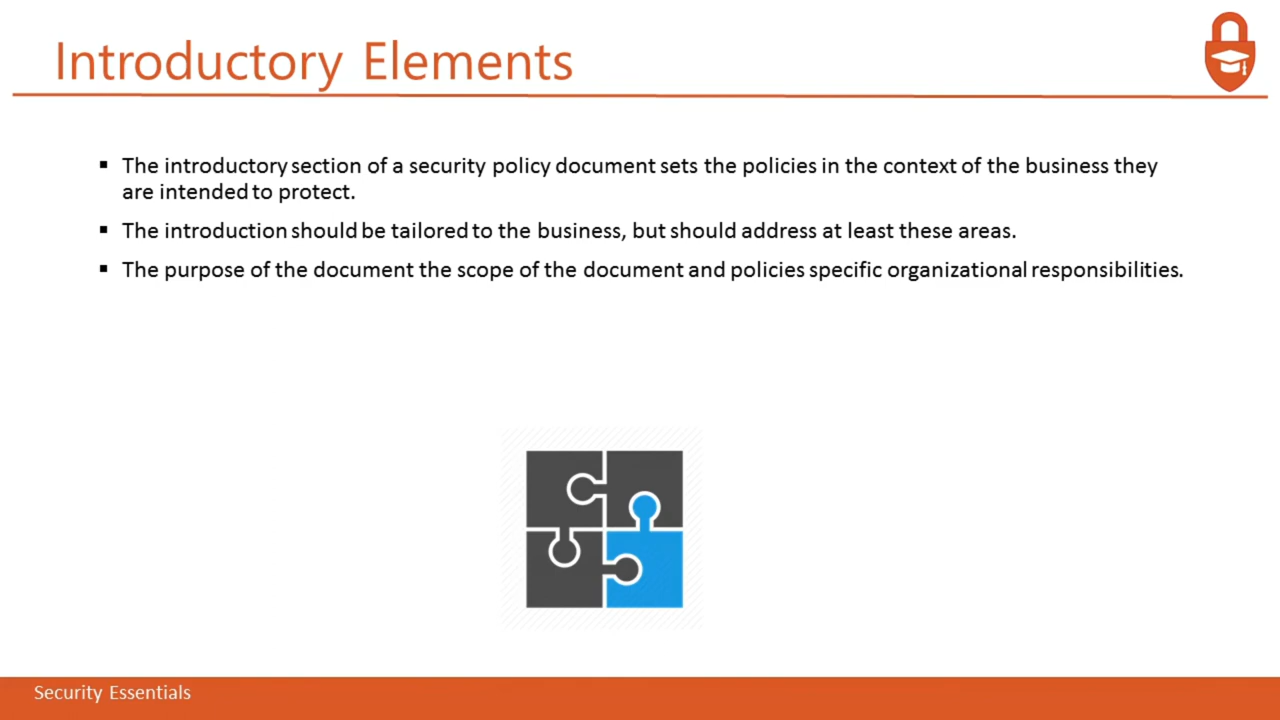 Introductory Elements
▪ The introductory section of a security policy document sets the policies in the context of the business they
are intended to protect.
▪ The introduction should be tailored to the business, but should address at least these areas.
▪ The purpose of the document the scope of the document and policies specific organizational responsibilities.
Security Essentials